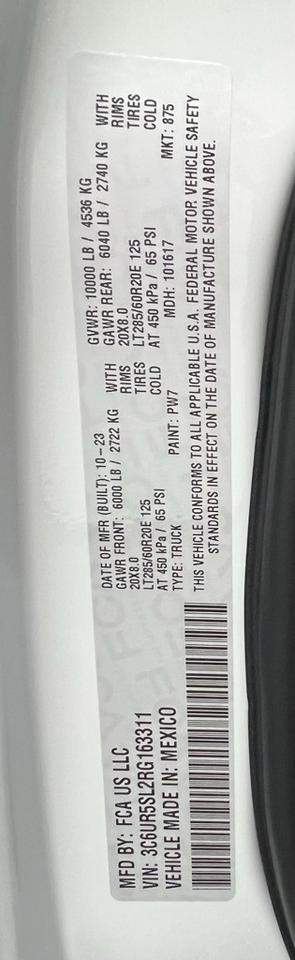 MFD BY: FCA US LLC
VIN: 3C6UR5SL2RG163311
VEHICLE MADE IN: MEXICO
DATE OF MFR (BUILT): 10-23 GVWR: 10000 LB / 4536 KG
GAWR FRONT: 6000 LB / 2722 KG WITH GAWR REAR: 6040 LB / 2740 KG WITH
20X8.0 RIMS 20X8.0 RIMS
LT285/60R20E 125 TIRES LT285/60R20E 125 TIRES
AT 450 kPa / 65 PSI COLD AT 450 kPa / 65 PSI COLD
TYPE: TRUCK PAINT: PW7 MDH: 101617 MKT: 875
THIS VEHICLE CONFORMS TO ALL APPLICABLE U.S.A. FEDERAL MOTOR VEHICLE SAFETY
STANDARDS IN EFFECT ON THE DATE OF MANUFACTURE SHOWN ABOVE.